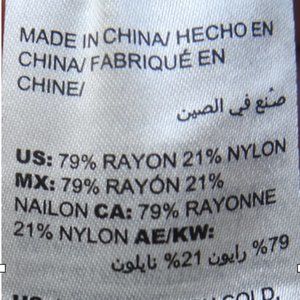 MADE IN CHINA/ HECHO EN
CHINA/ FABRIQUÉ EN
CHINE/
صنع في الصين
US: 79% RAYON 21% NYLON
MX: 79% RAYÓN 21%
NAILON CA: 79% RAYONNE
21% NYLON AE/KW:
79% رايون 21% نايلون